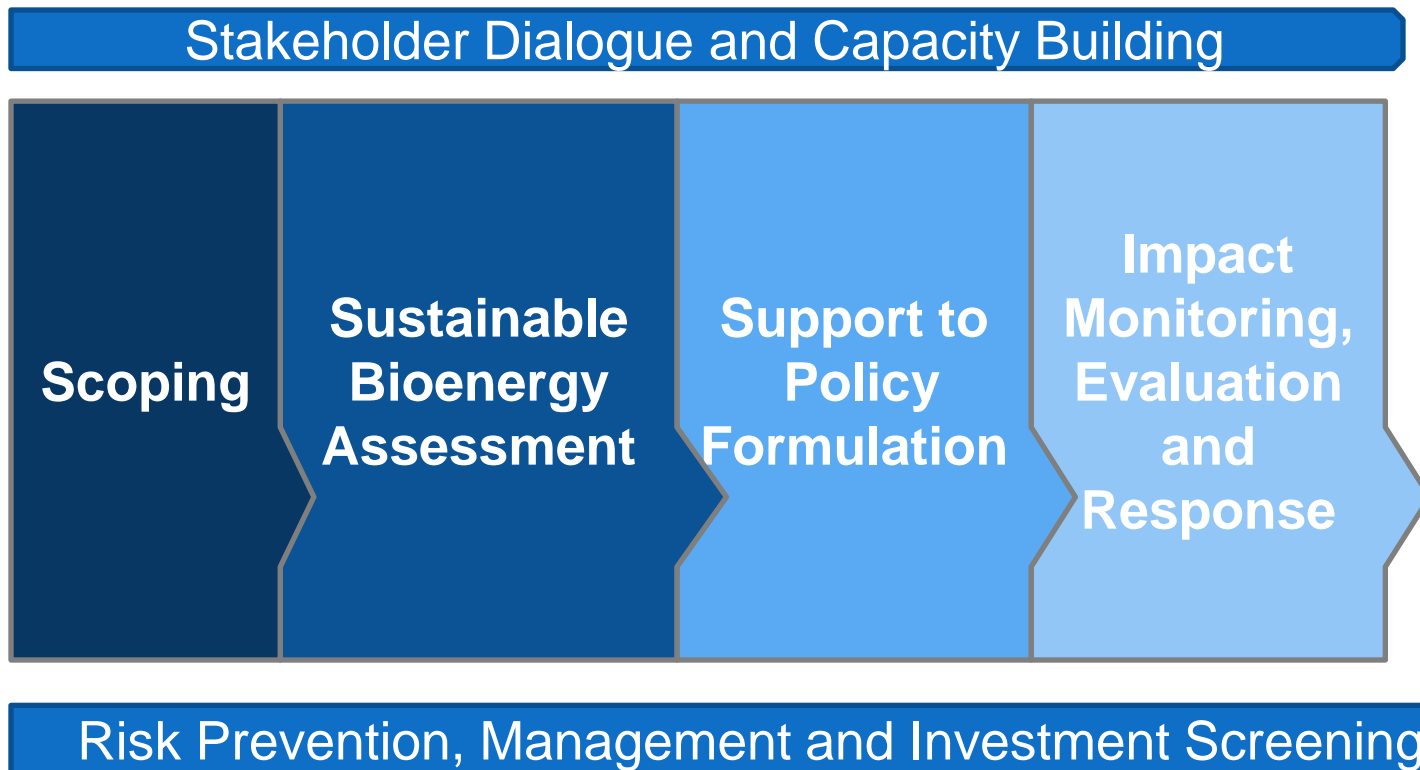 Stakeholder Dialogue and Capacity Building
Scoping
Sustainable
Bioenergy
Assessment
Support to
Policy
Formulation
Impact
Monitoring,
Evaluation
and
Response
Risk Prevention, Management and Investment Screening